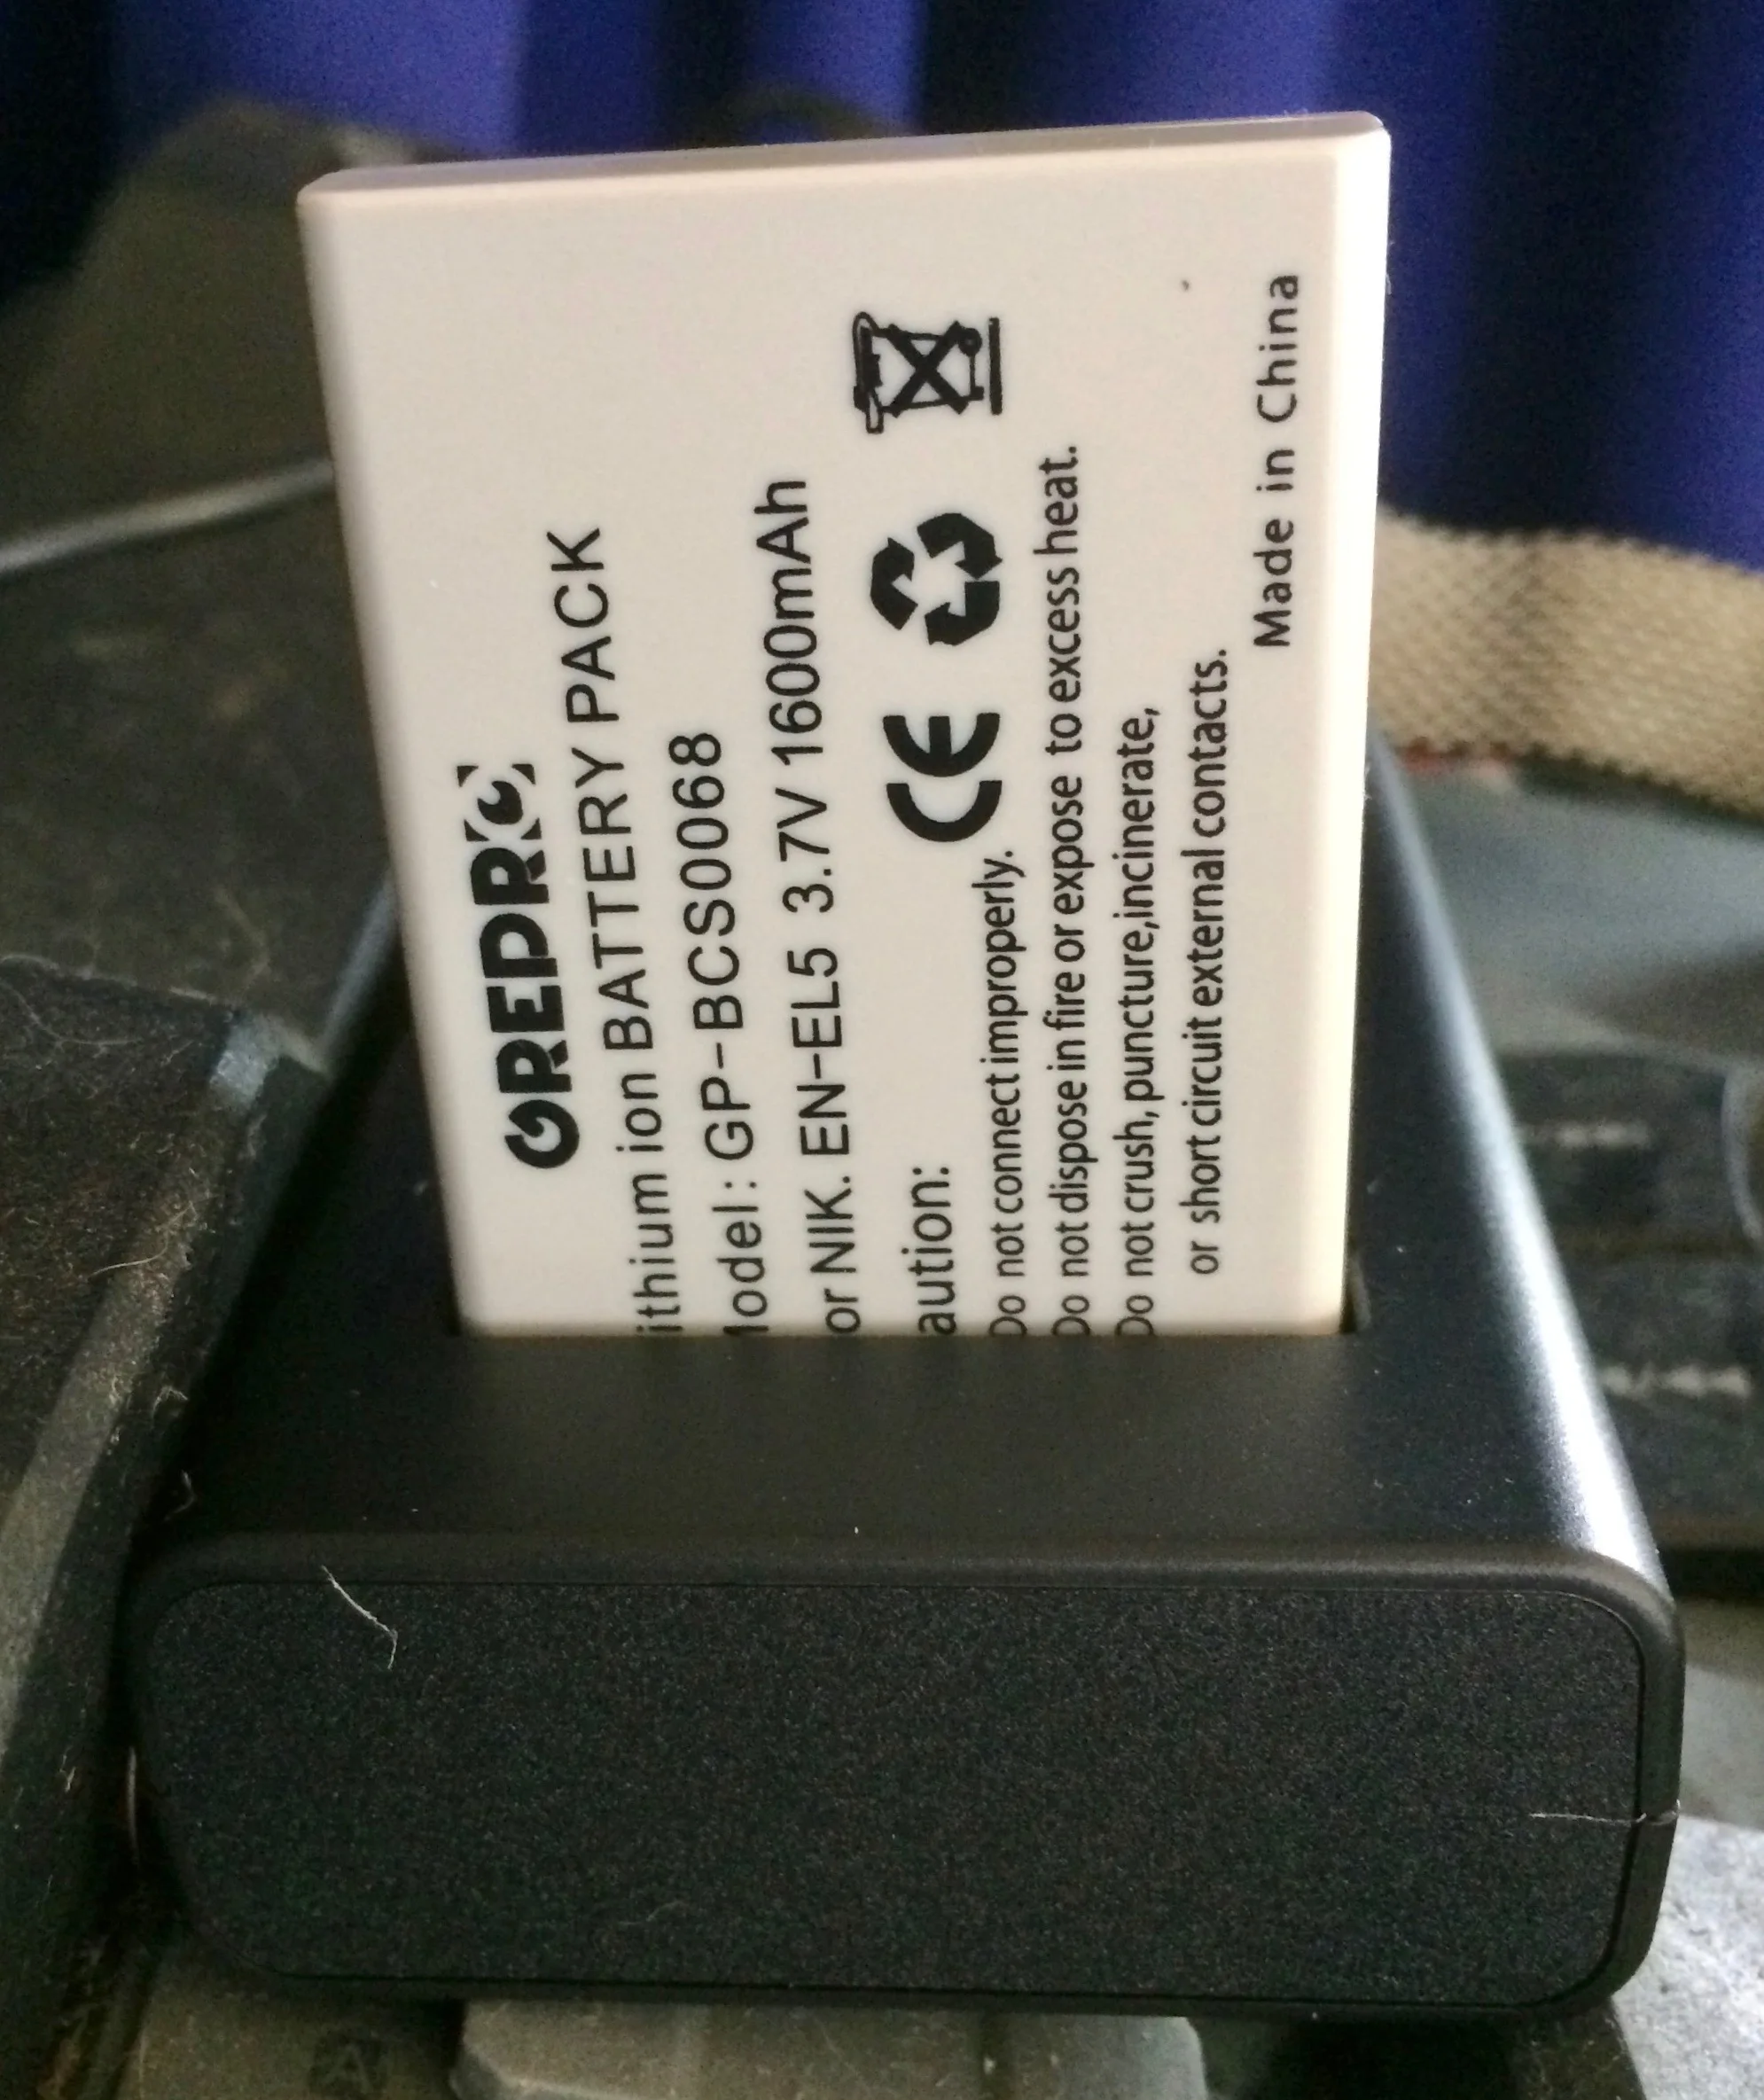 GREPRO
ithium ion BATTERY PACK
odel: GP-BCS0068
or NIK. EN-EL5 3.7V 1600mAh
CE
aution:
Do not connect improperly.
Do not dispose in fire or expose to excess heat.
Do not crush, puncture,incinerate,
or short circuit external contacts.
Made in China